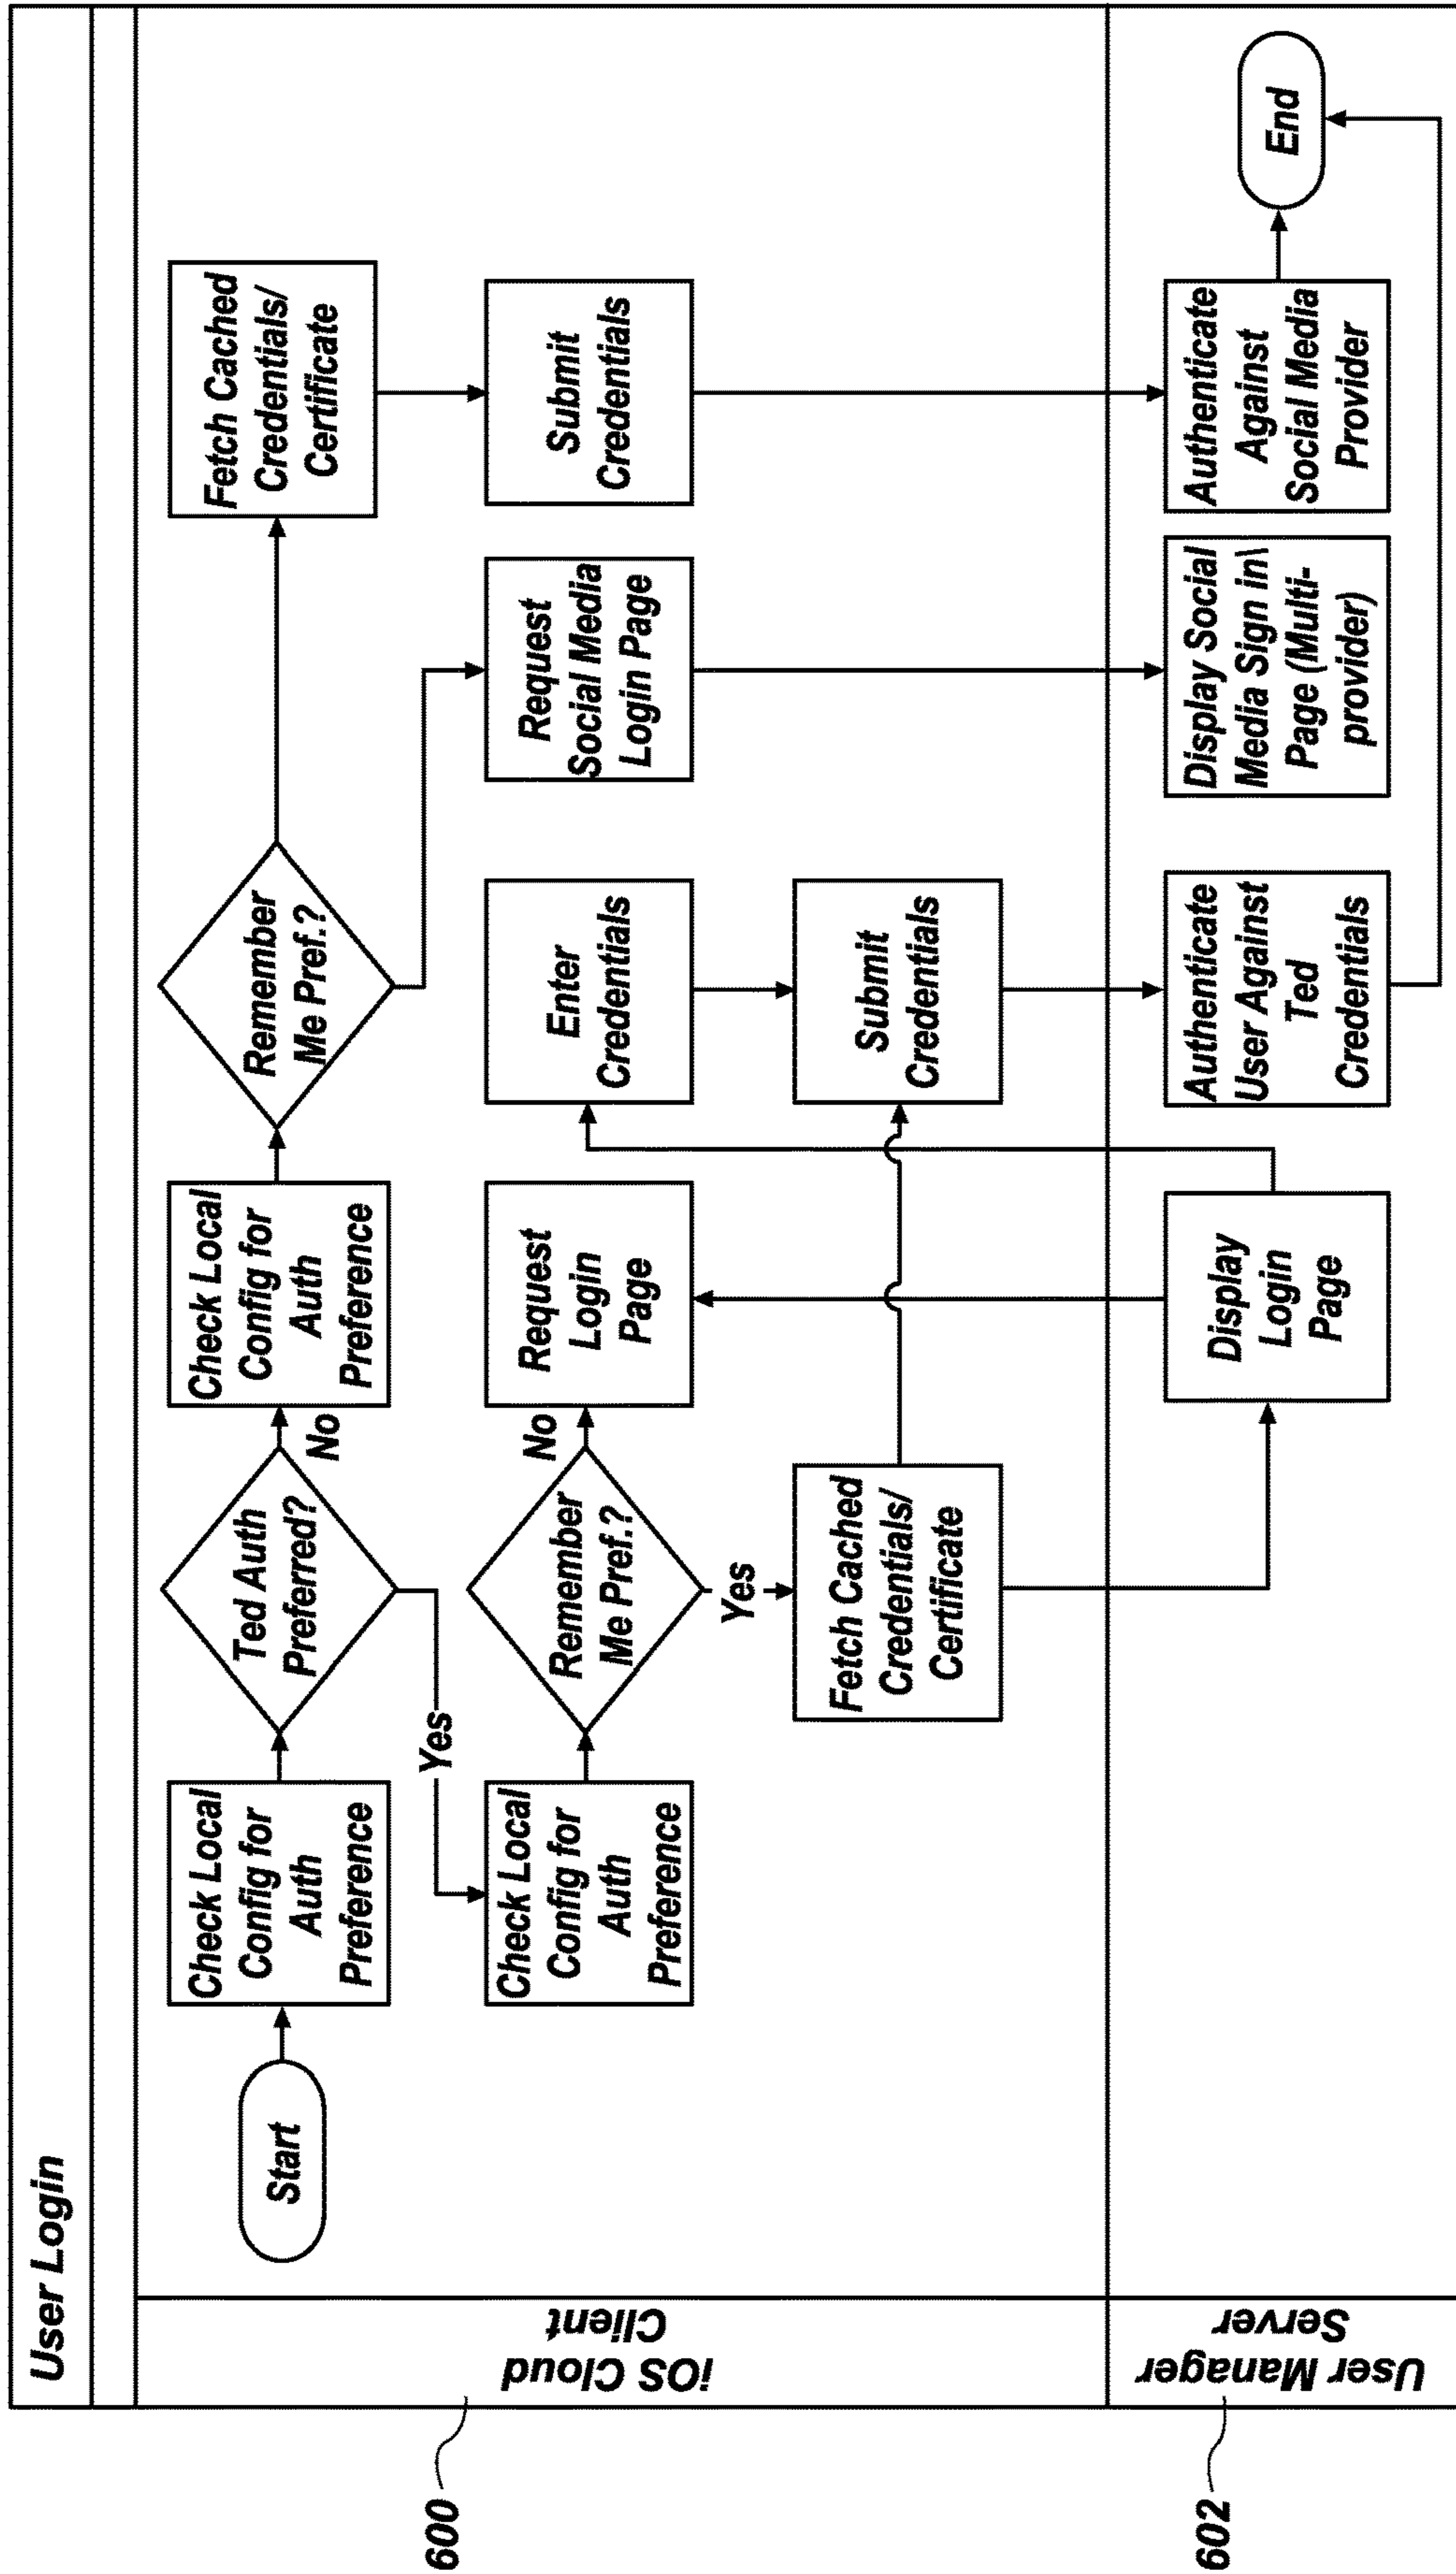 User Login
600
iOS Cloud
Client
Start
Check Local
Config for
Auth
Preference
Ted Auth
Preferred?
No
Check Local
Config for
Auth
Preference
Remember
Me Pref.?
Fetch Cached
Credentials/
Certificate
Yes
Check Local
Config for
Auth
Preference
Remember
Me Pref.?
No
Request
Login
Page
Enter
Credentials
Request
Social Media
Login Page
Submit
Credentials
Yes
Fetch Cached
Credentials/
Certificate
Submit
Credentials
602
User Manager
Server
Display
Login
Page
Authenticate
User Against
Ted
Credentials
Display Social
Media Sign in\
Page (Multi-
provider)
Authenticate
Against
Social Media
Provider
End